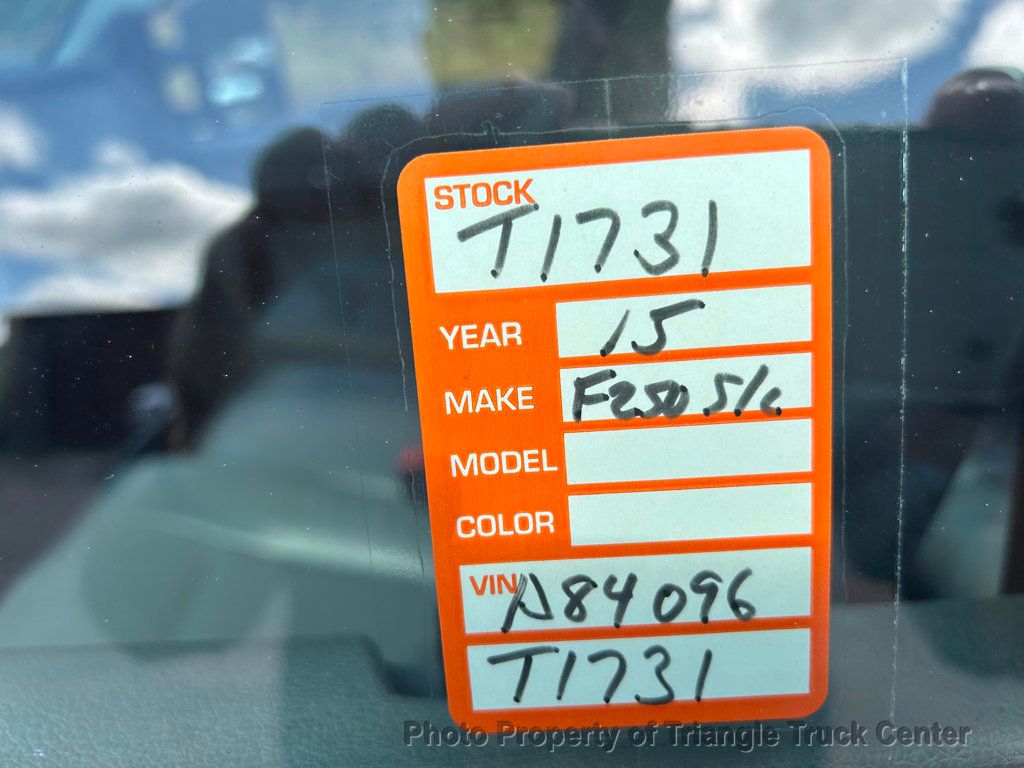 STOCK
T1731
YEAR 15
MAKE F250 S/C
MODEL
COLOR
VIN A84096
T1731
Photo Property of Triangle Truck Center